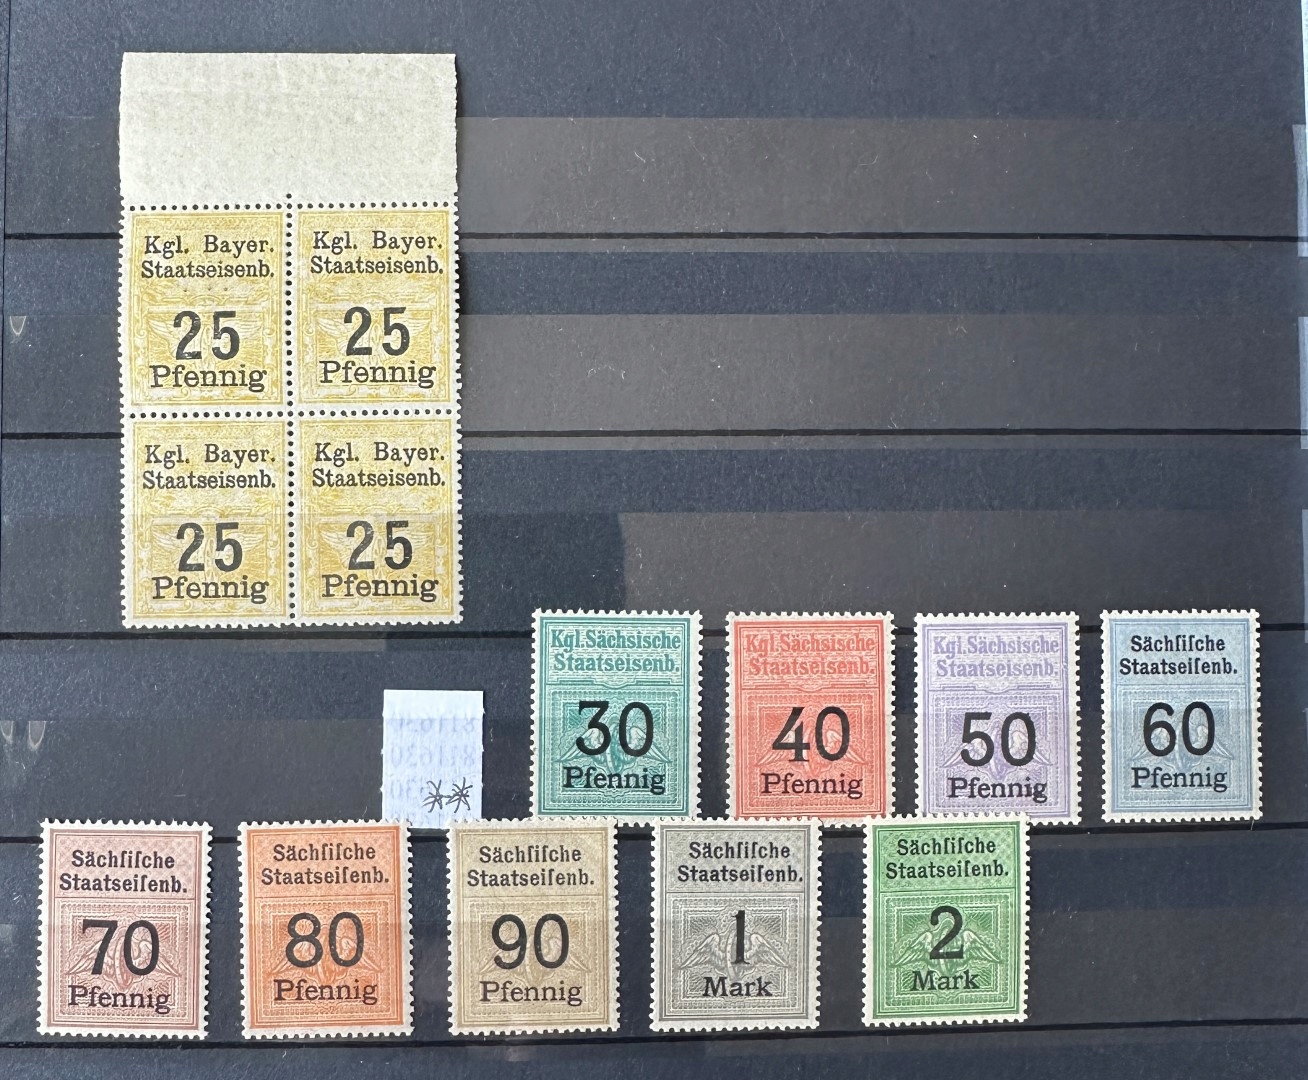 Kgl. Bayer.
Staatseisenb.
25
Pfennig
Kgl. Bayer.
Staatseisenb.
25
Pfennig
Kgl. Bayer.
Staatseisenb.
25
Pfennig
Kgl. Bayer.
Staatseisenb.
25
Pfennig
Kgl. Sächsische
Staatseisenb.
30
Pfennig
Kgl. Sächsische
Staatseisenb.
40
Pfennig
Kgl. Sächsische
Staatseisenb.
50
Pfennig
Sächſiſche
Staatseiſenb.
60
Pfennig
**
Sächſiſche
Staatseiſenb.
70
Pfennig
Sächſiſche
Staatseiſenb.
80
Pfennig
Sächſiſche
Staatseiſenb.
90
Pfennig
Sächſiſche
Staatseiſenb.
1
Mark
Sächſiſche
Staatseiſenb.
2
Mark